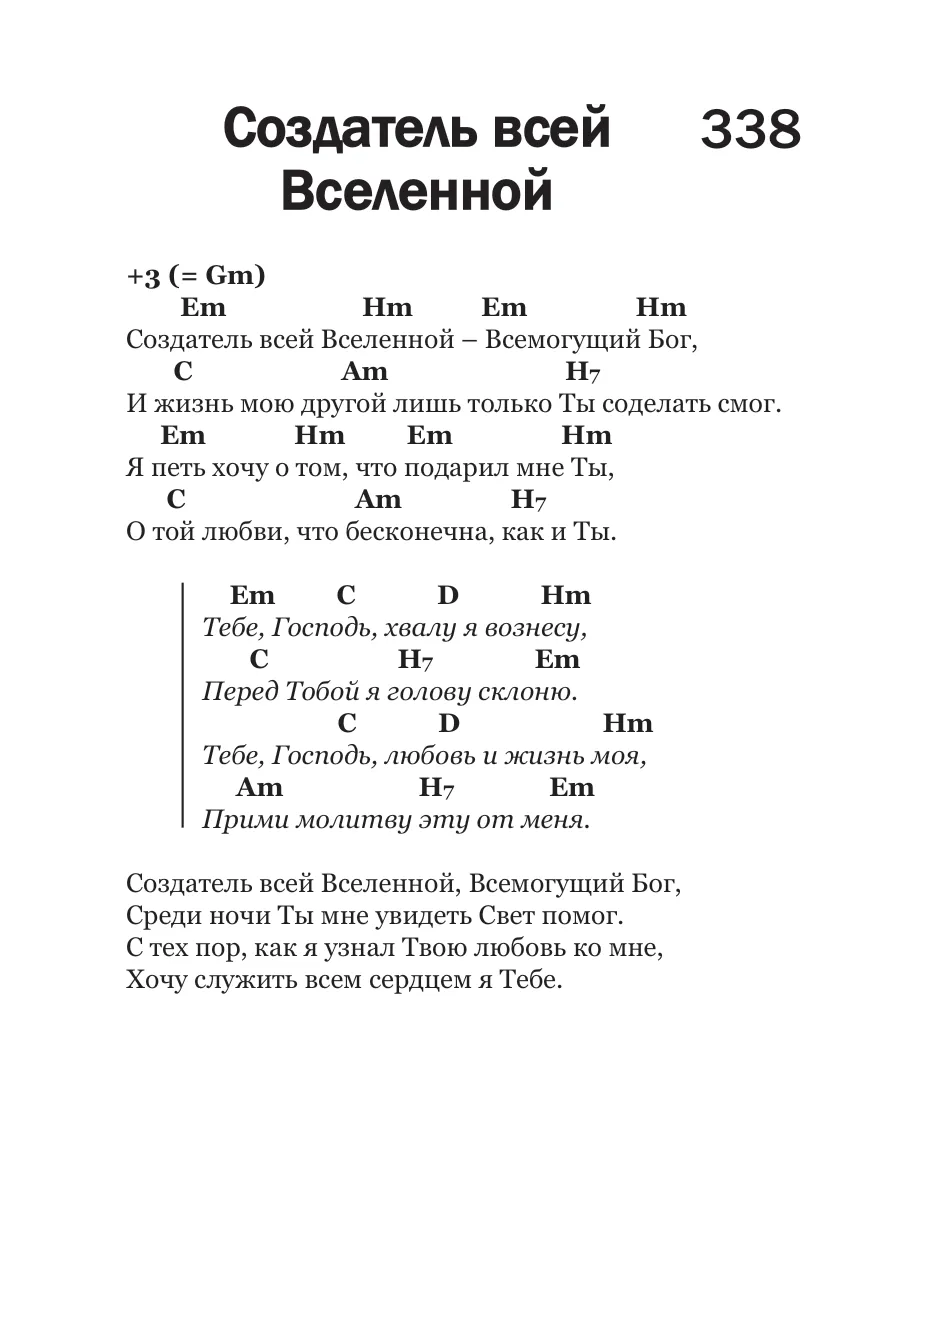 Создатель всей 338
Вселенной
+3 (= Gm)
Em Hm Em Hm
Создатель всей Вселенной – Всемогущий Бог,
C Am H7
И жизнь мою другой лишь только Ты соделать смог.
Em Hm Em Hm
Я петь хочу о том, что подарил мне Ты,
C Am H7
О той любви, что бесконечна, как и Ты.
Em C D Hm
Тебе, Господь, хвалу я вознесу,
C H7 Em
Перед Тобой я голову склоню.
C D Hm
Тебе, Господь, любовь и жизнь моя,
Am H7 Em
Прими молитву эту от меня.
Создатель всей Вселенной, Всемогущий Бог,
Среди ночи Ты мне увидеть Свет помог.
С тех пор, как я узнал Твою любовь ко мне,
Хочу служить всем сердцем я Тебе.